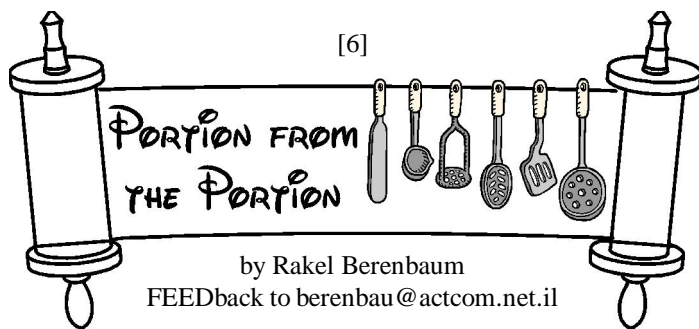 [6]
PORTION FROM
THE PORTION
by Rakel Berenbaum
FEEDback to berenbau@actcom.net.il